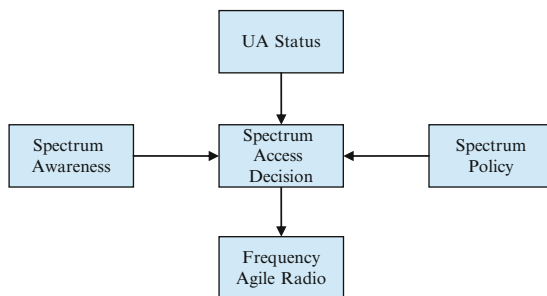 UA Status
Spectrum
Awareness
Spectrum
Access
Decision
Spectrum
Policy
Frequency
Agile Radio